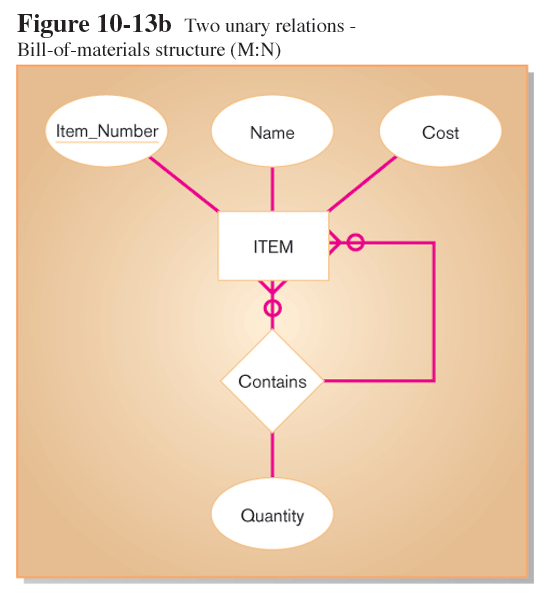 Figure 10-13b Two unary relations -
Bill-of-materials structure (M:N)
Item_Number
Name
Cost
ITEM
Contains
Quantity